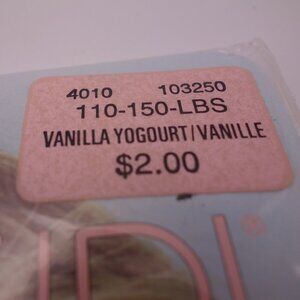 4010 103250
110-150-LBS
VANILLA YOGOURT/VANILLE
$2.00
®